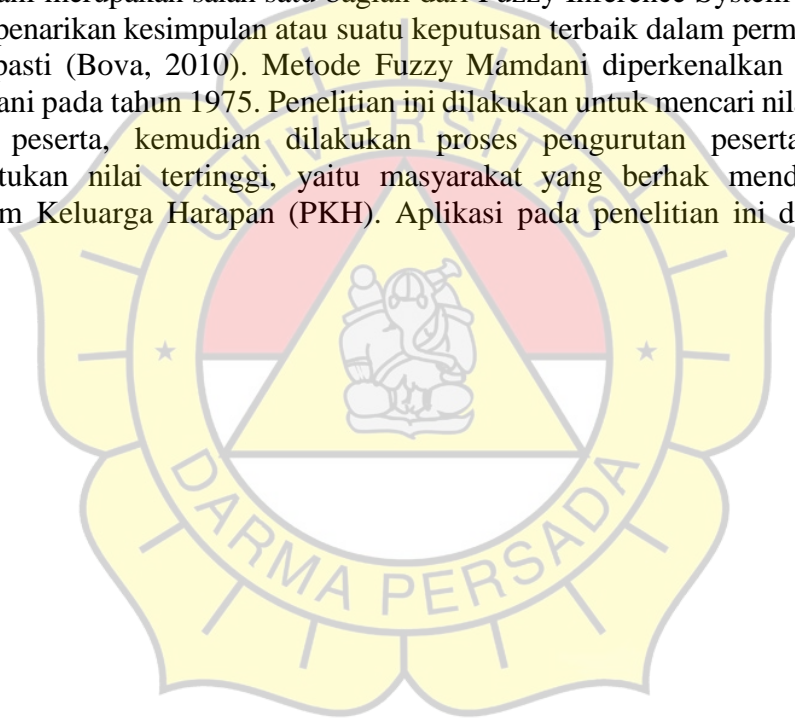 penarikan kesimpulan atau suatu keputusan terbaik dalam perm
pasti (Bova, 2010). Metode Fuzzy Mamdani diperkenalkan
ani pada tahun 1975. Penelitian ini dilakukan untuk mencari nila
peserta, kemudian dilakukan proses pengurutan peserta
tukan nilai tertinggi, yaitu masyarakat yang berhak mend
m Keluarga Harapan (PKH). Aplikasi pada penelitian ini d
UNIVERSITAS
DARMA PERSADA